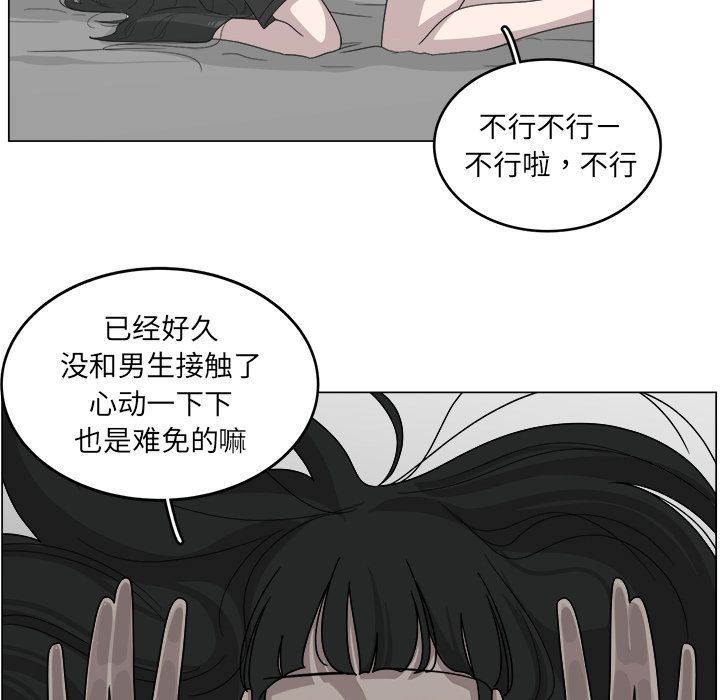 不行不行－
不行啦，不行
已经好久
没和男生接触了
心动一下下
也是难免的嘛